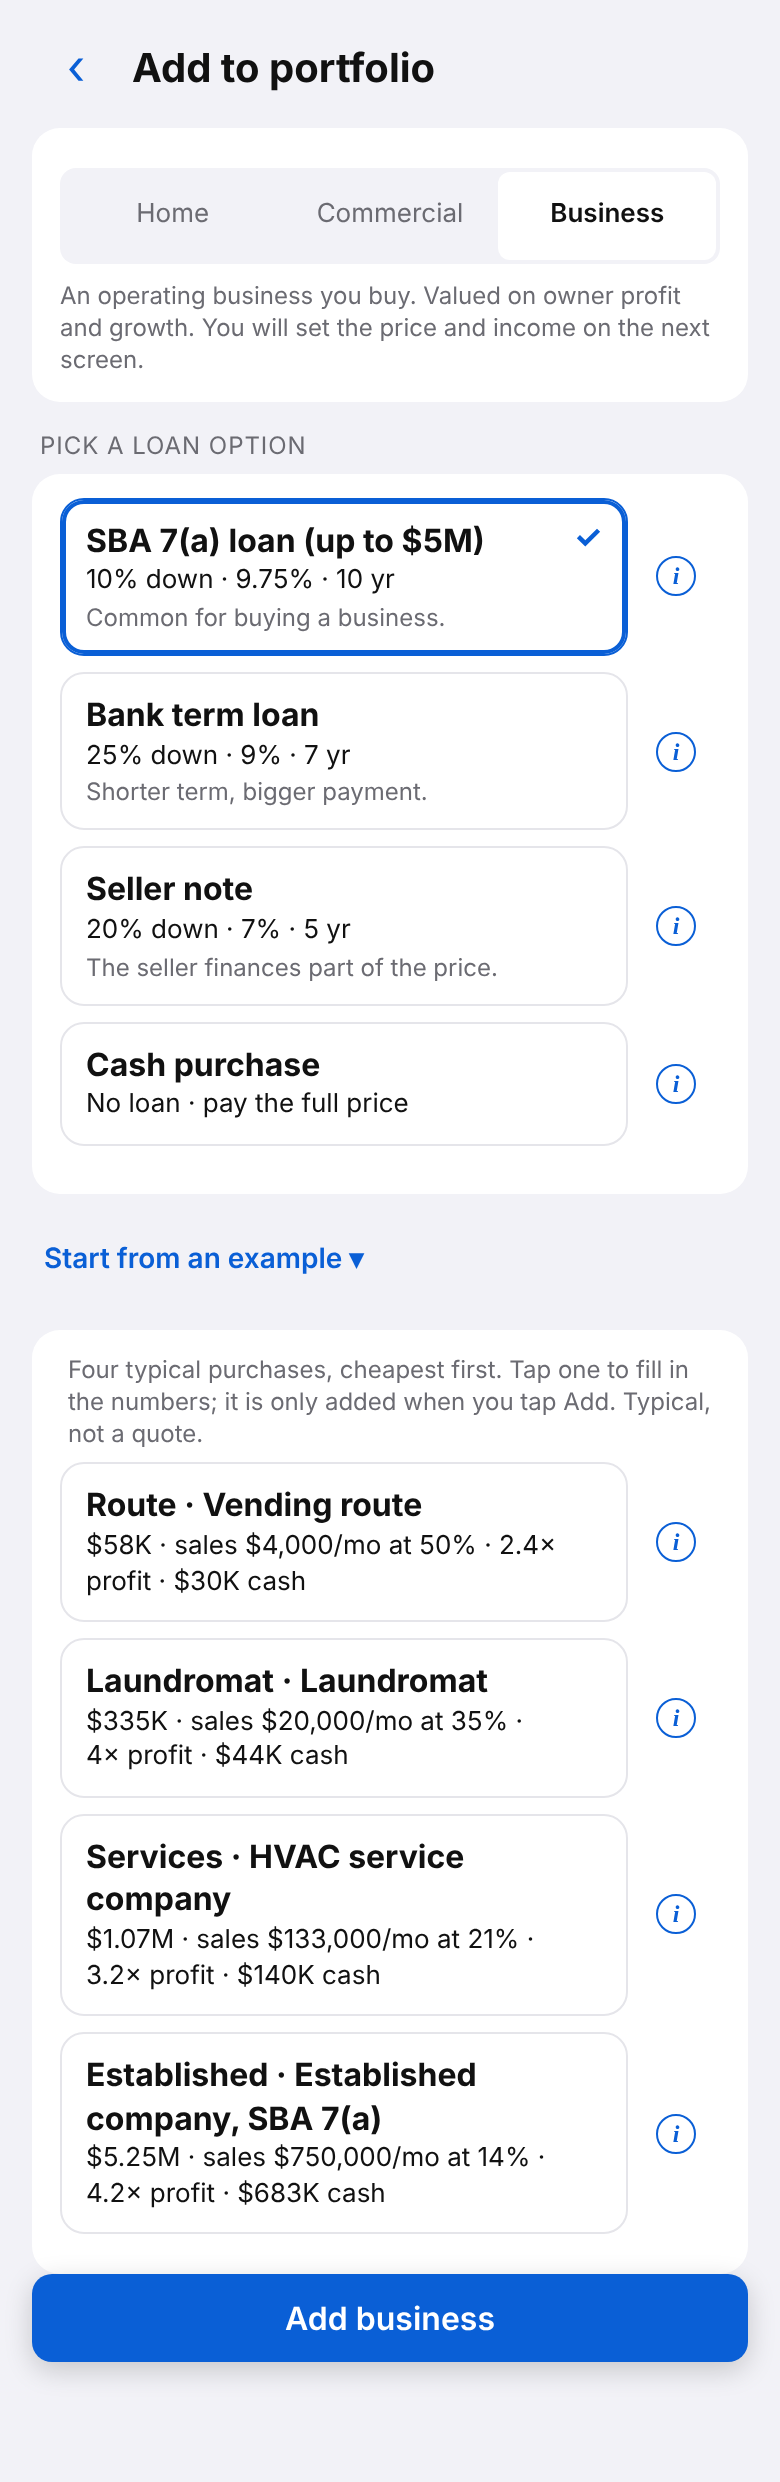 ‹ Add to portfolio
Home Commercial Business
An operating business you buy. Valued on owner profit
and growth. You will set the price and income on the next
screen.
PICK A LOAN OPTION
SBA 7(a) loan (up to $5M) ✓
10% down · 9.75% · 10 yr
Common for buying a business.
i
Bank term loan
25% down · 9% · 7 yr
Shorter term, bigger payment.
i
Seller note
20% down · 7% · 5 yr
The seller finances part of the price.
i
Cash purchase
No loan · pay the full price
i
Start from an example ▾
Four typical purchases, cheapest first. Tap one to fill in
the numbers; it is only added when you tap Add. Typical,
not a quote.
Route · Vending route
$58K · sales $4,000/mo at 50% · 2.4×
profit · $30K cash
i
Laundromat · Laundromat
$335K · sales $20,000/mo at 35% ·
4× profit · $44K cash
i
Services · HVAC service
company
$1.07M · sales $133,000/mo at 21% ·
3.2× profit · $140K cash
i
Established · Established
company, SBA 7(a)
$5.25M · sales $750,000/mo at 14% ·
4.2× profit · $683K cash
i
Add business